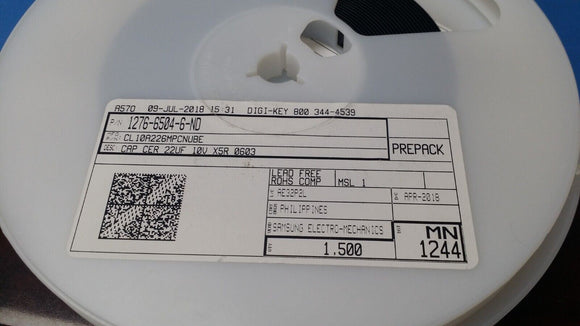 A570 09-JUL-2018 15 31 DIGI-KEY 800 344-4539
P/N 1276-6504-6-ND
CL10A226MPCNUBE
DESC CAP CER 22UF 10V X5R 0603
PREPACK
LEAD FREE
ROHS COMP MSL 1
AE32P2L APR-2018
PHILIPPINES
SAMSUNG ELECTRO-MECHANICS
1.500
MN
1244